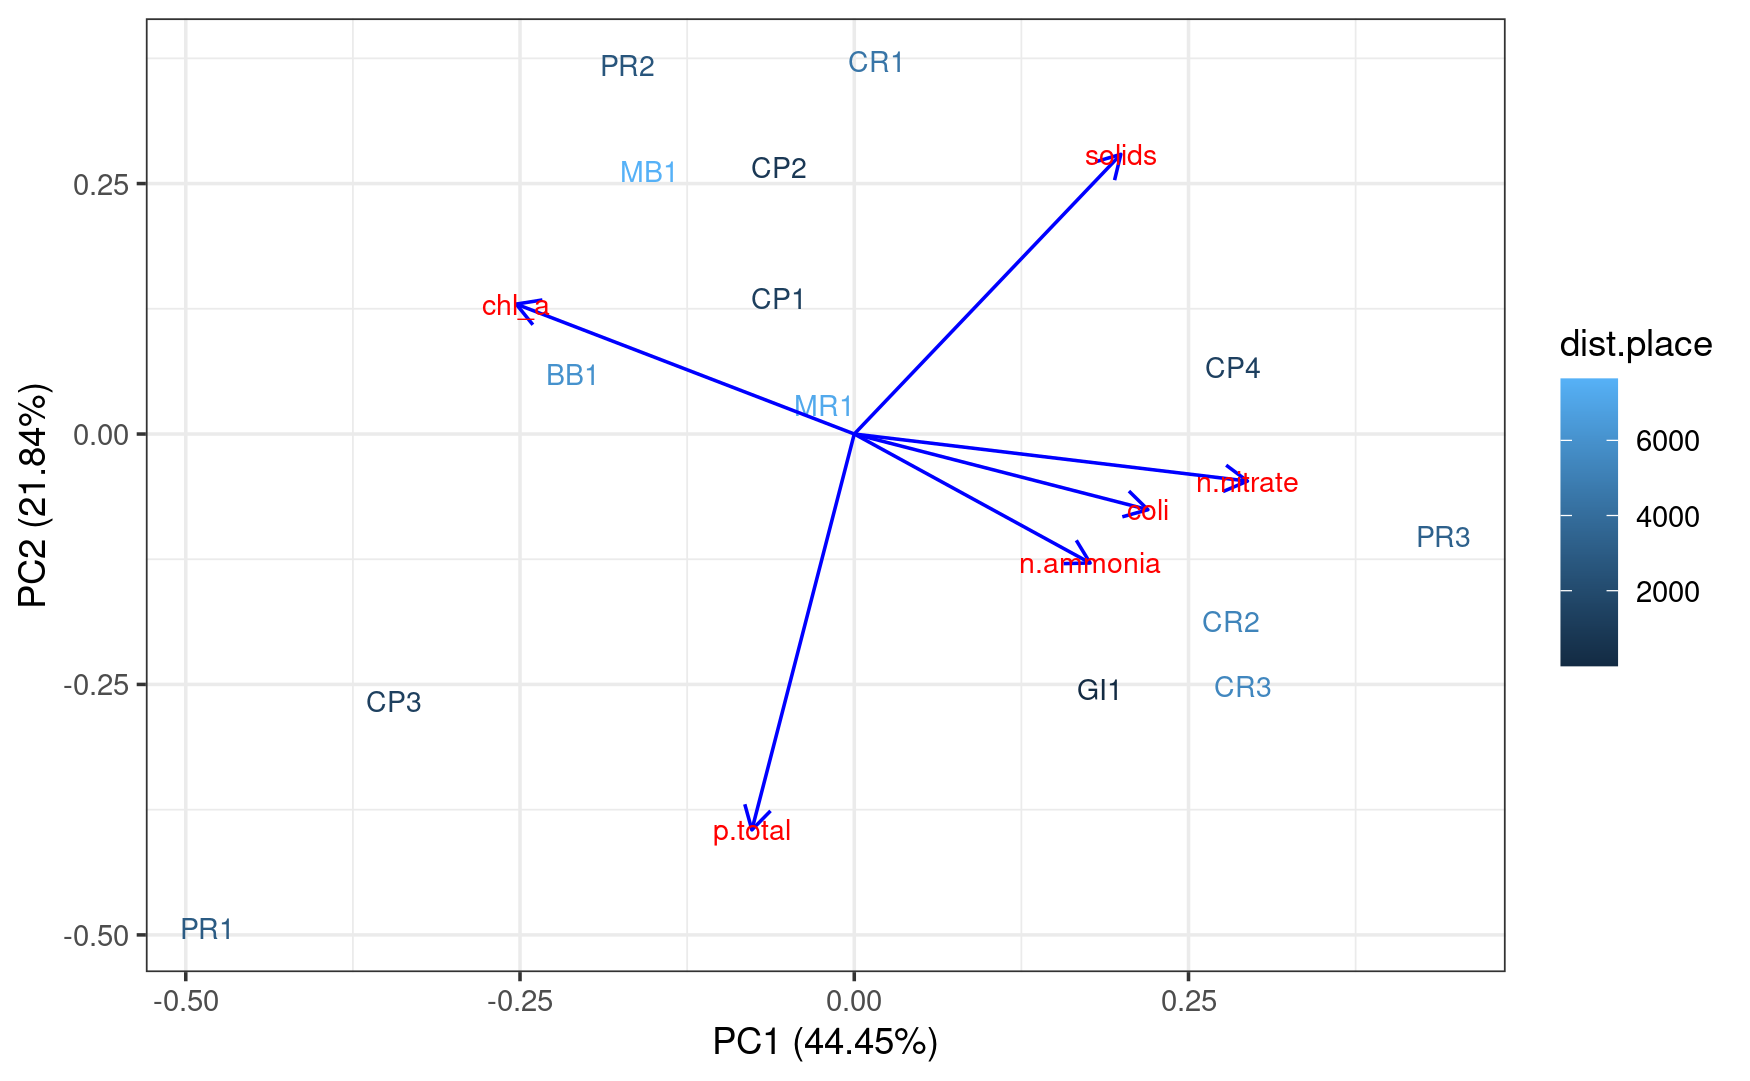 PR2
CR1
solids
MB1
CP2
0.25
chl_a
CP1
dist.place
BB1
CP4
MR1
0.00
6000
n.nitrate
coli
4000
PR3
n.ammonia
2000
CR2
-0.25
GI1
CR3
CP3
p.total
PR1
-0.50
-0.50
-0.25
0.00
0.25
PC1 (44.45%)
PC2 (21.84%)